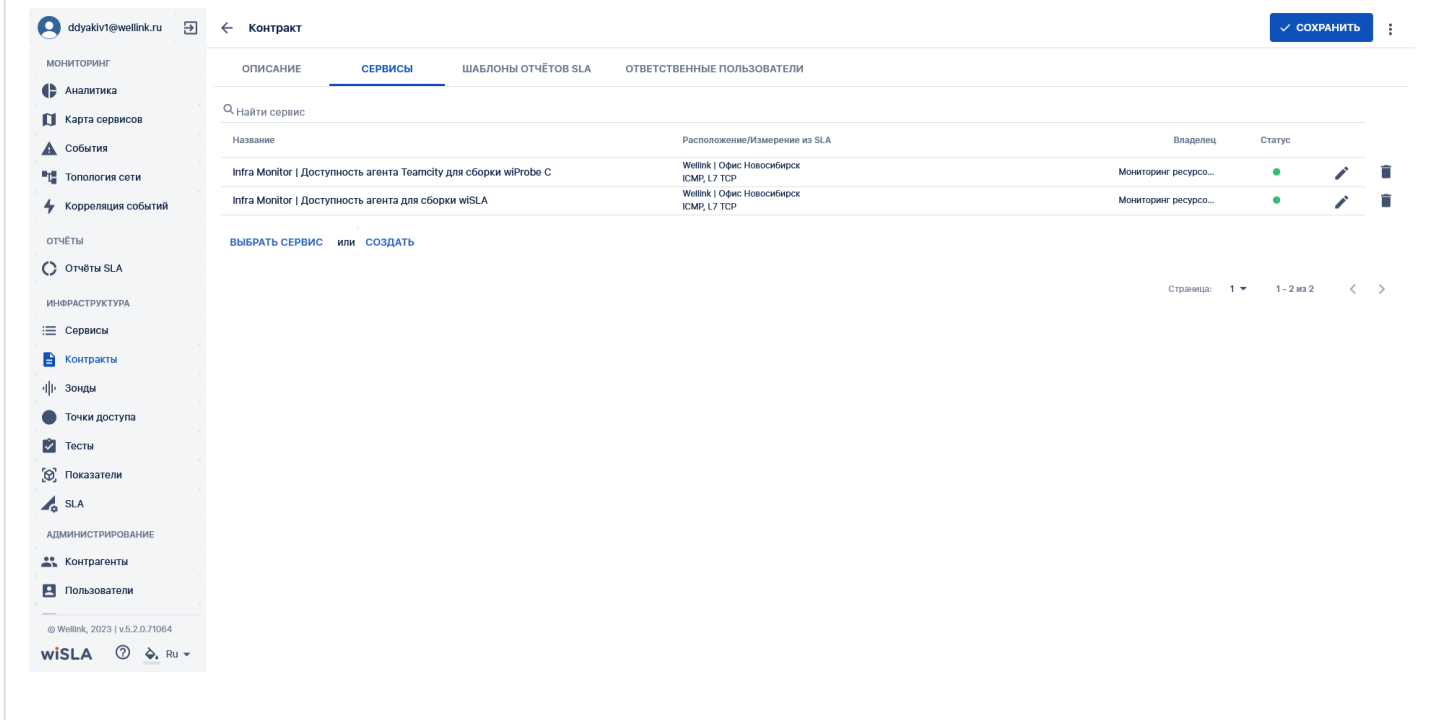 ddyakiv1@wellink.ru
МОНИТОРИНГ
Аналитика
Карта сервисов
События
Топология сети
Корреляция событий
ОТЧЁТЫ
Отчёты SLA
ИНФРАСТРУКТУРА
Сервисы
Контракты
Зонды
Точки доступа
Тесты
Показатели
SLA
АДМИНИСТРИРОВАНИЕ
Контрагенты
Пользователи
© Wellink, 2023 | v.5.2.0.71064
wiSLA Ru
Контракт СОХРАНИТЬ
ОПИСАНИЕ СЕРВИСЫ ШАБЛОНЫ ОТЧЁТОВ SLA ОТВЕТСТВЕННЫЕ ПОЛЬЗОВАТЕЛИ
Найти сервис
Название Расположение/Измерение из SLA Владелец Статус
Infra Monitor | Доступность агента Teamcity для сборки wiProbe C Wellink | Офис Новосибирск Мониторинг ресурсо...
ICMP, L7 TCP
Infra Monitor | Доступность агента для сборки wiSLA Wellink | Офис Новосибирск Мониторинг ресурсо...
ICMP, L7 TCP
ВЫБРАТЬ СЕРВИС или СОЗДАТЬ
Страница: 1 1 - 2 из 2